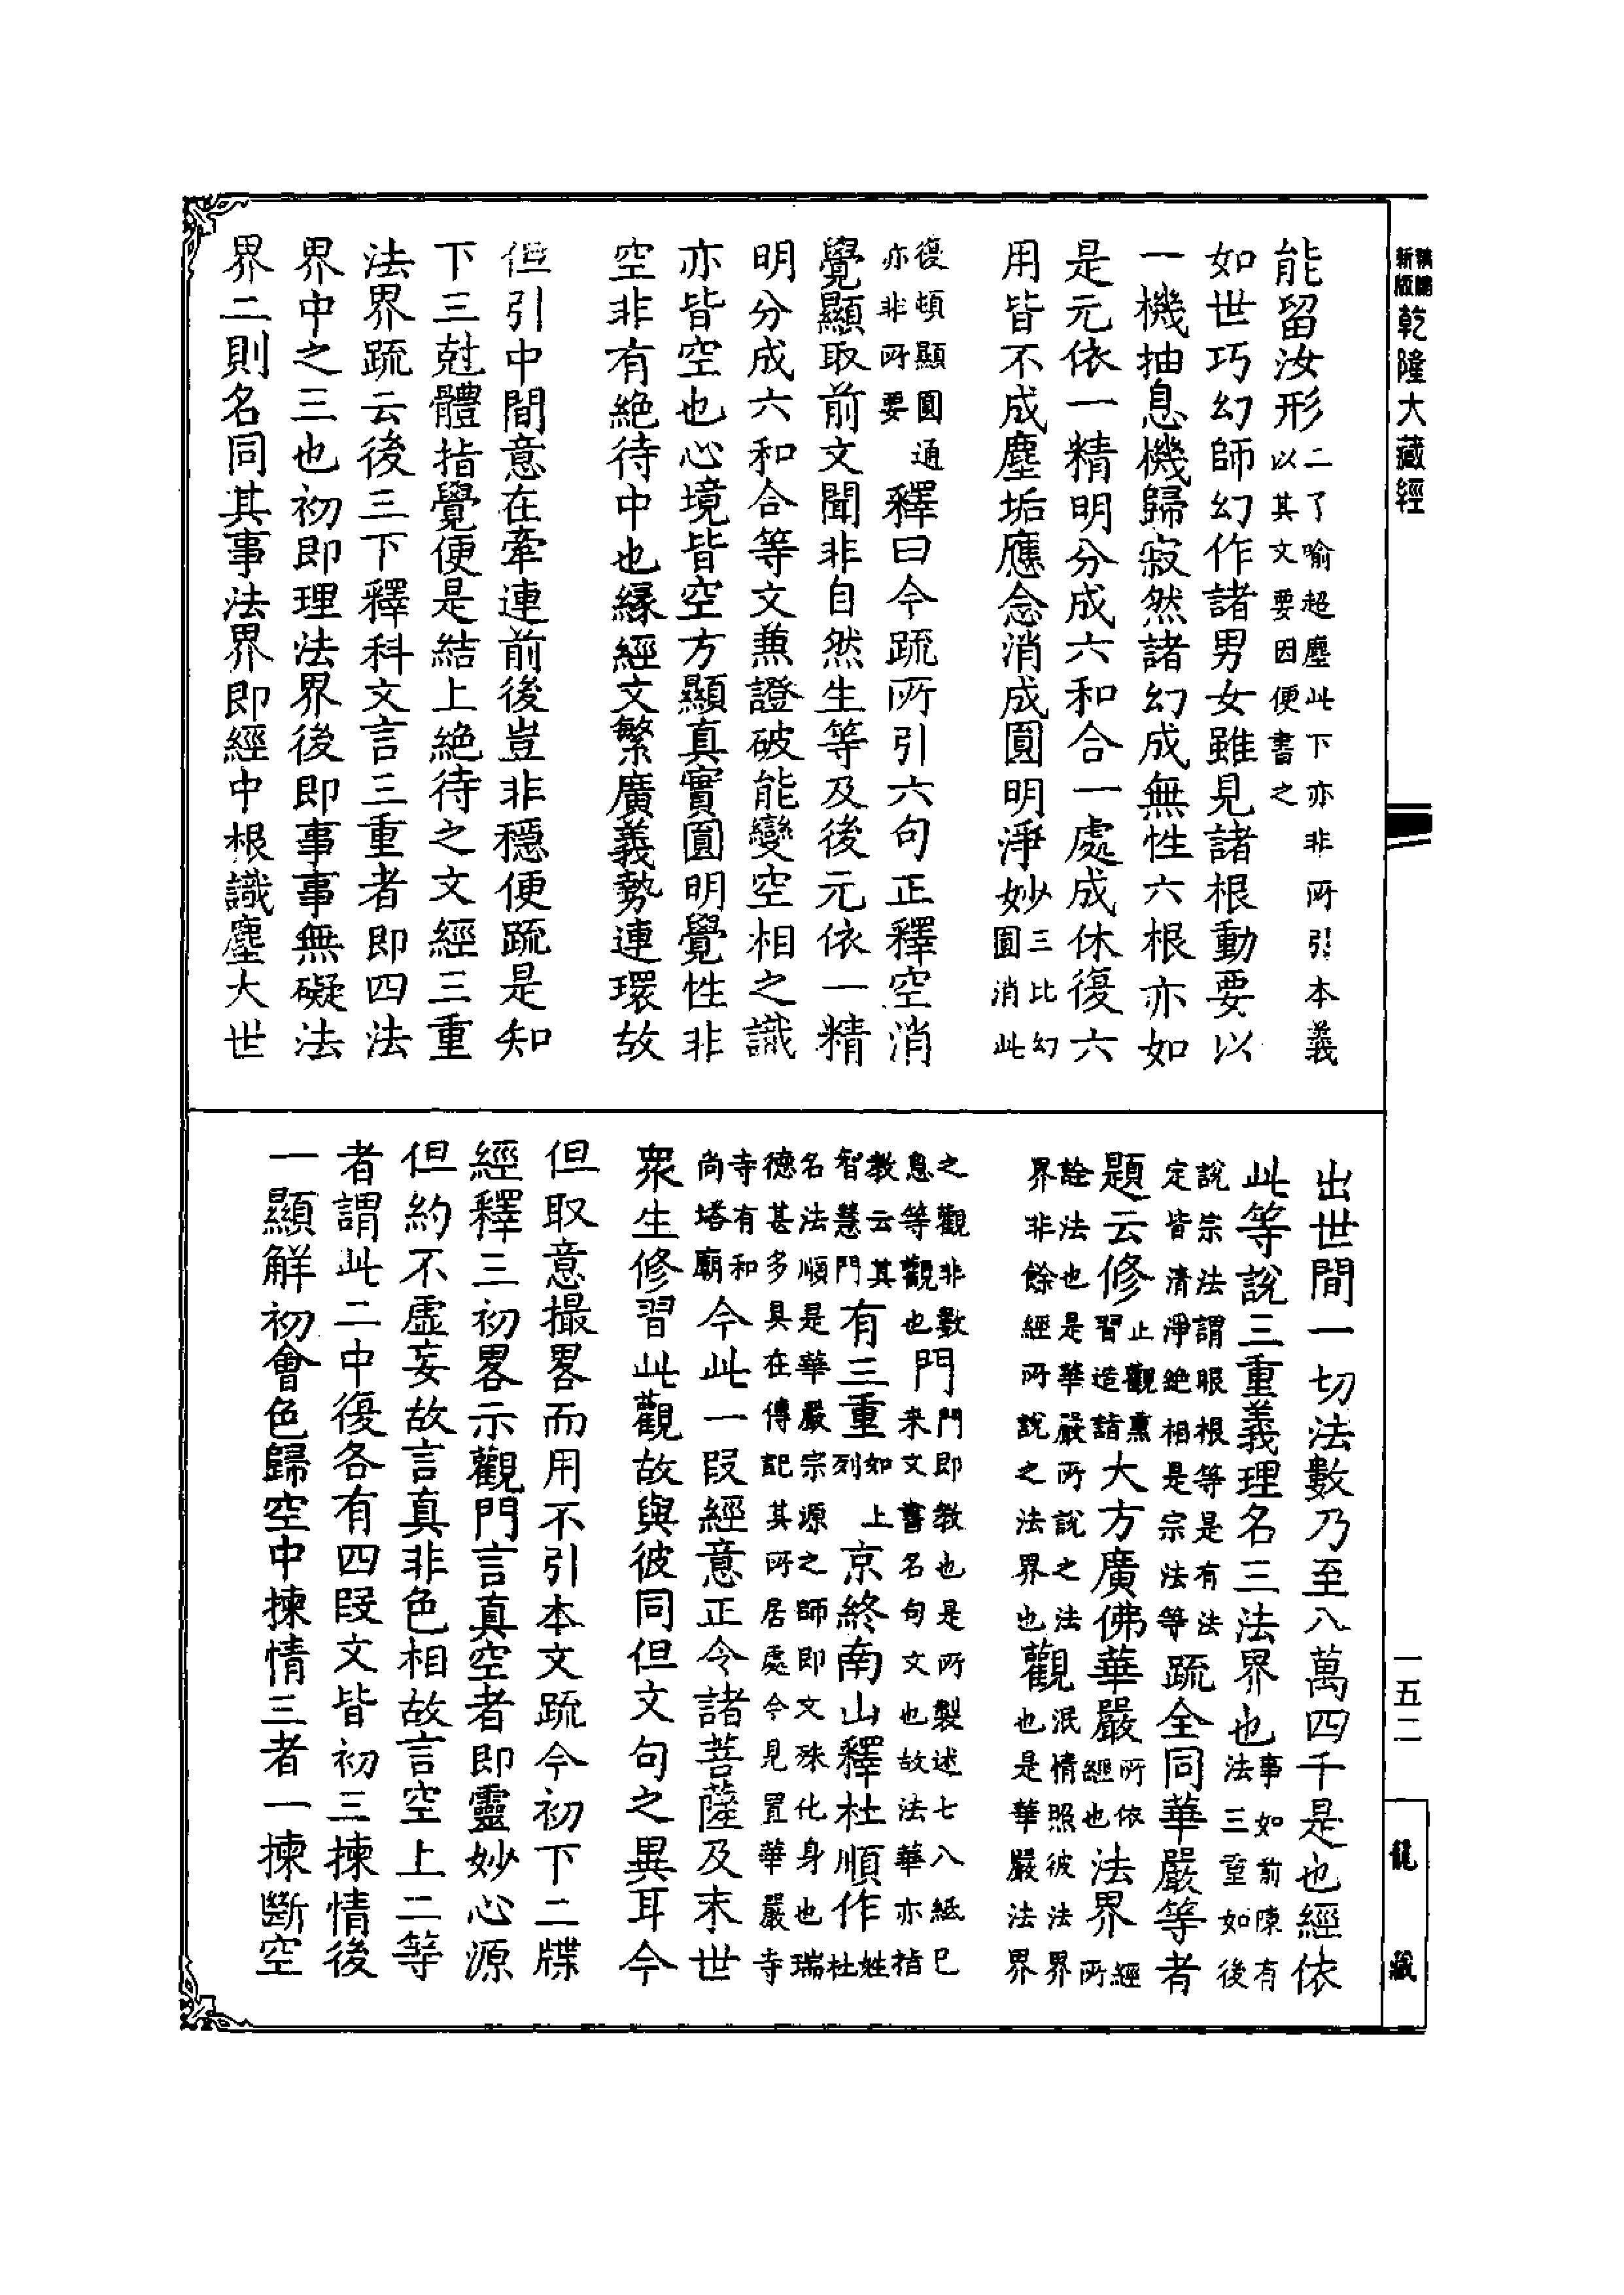 新版
乾隆大藏經
能留汝形二了喻超塵此下亦非所引本義以其文要因便書之
如世巧幻師幻作諸男女雖見諸根動要以
一機抽息機歸寂然諸幻成無性六根亦如
是元依一精明分成六和合一處成休復六
用皆不成塵垢應念消成圓明淨妙三比幻圓消此
復頓顯圓通亦非所要釋曰今疏所引六句正釋空消
覺顯取前文聞非自然生等及後元依一精
明分成六和合等文兼證破能變空相之識
亦皆空也心境皆空方顯真實圓明覺性非
空非有絕待中也緣經文繁廣義勢連環故
但引中間意在牽連前後豈非穩便疏是知
下三剋體指覺便是結上絕待之文經三重
法界疏云後三下釋科文言三重者即四法
界中之三也初即理法界後即事事無礙法
界二則名同其事法界即經中根識塵大世
出世間一切法數乃至八萬四千是也經依
此等說三重義理名三法界也事如前陳有法三重如後
說宗法謂眼根等是有法定皆清淨絕相是宗法等疏全同華嚴等者
題云修止觀熏習造詣大方廣佛華嚴所依經也法界經所
詮法也是華嚴所說之法界非餘經所說之法界也觀泯情照彼法界也是華嚴法界
之觀非數息等觀也門門即教也是所製述七八紙已来文書名句文也故法華亦指
教云其智慧門有三重如上列京終南山釋杜順作姓杜
名法順是華嚴宗源之師即文殊化身也瑞德甚多具在傳記其所居處今見置華嚴寺
寺有和尚塔廟今此一段經意正令諸菩薩及末世
衆生修習此觀故與彼同但文句之異耳今
但取意撮畧而用不引本文疏今初下二牒
經釋三初畧示觀門言真空者即靈妙心源
但約不虛妄故言真非色相故言空上二等
者謂此二中復各有四段文皆初三揀情後
一顯解初會色歸空中揀情三者一揀斷空
一五二
龍藏